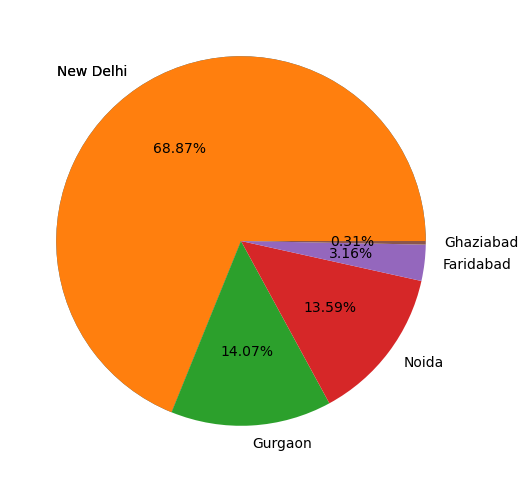 New Delhi
68.87%
0.31%
Ghaziabad
3.16%
Faridabad
13.59%
Noida
14.07%
Gurgaon